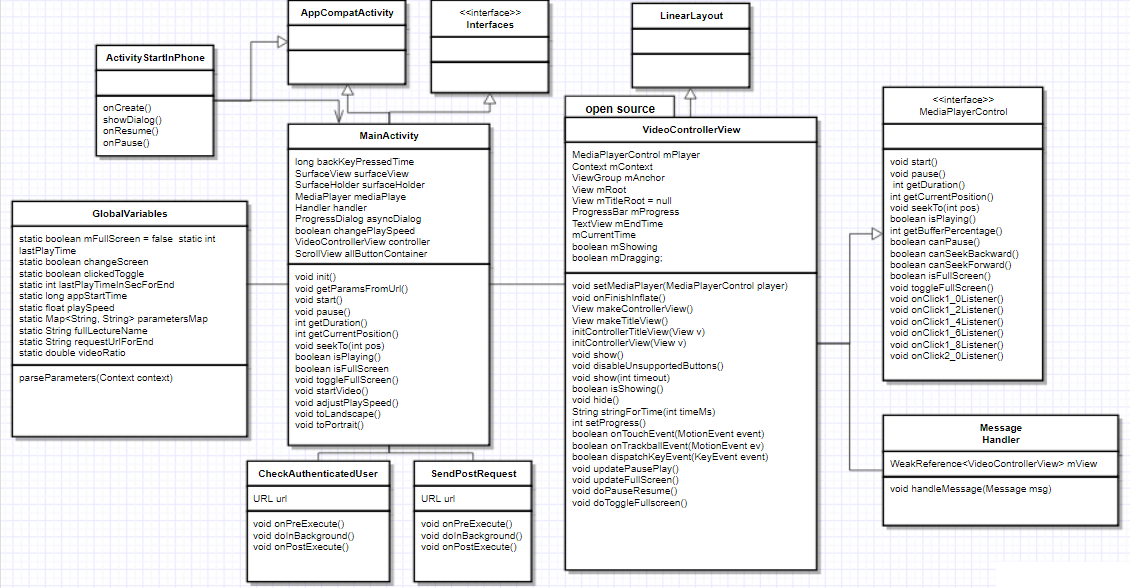 AppCompatActivity
<<interface>>
Interfaces
LinearLayout
ActivityStartInPhone
onCreate()
showDialog()
onResume()
onPause()
<<interface>>
MediaPlayerControl
void start()
void pause()
int getDuration()
int getCurrentPosition()
void seekTo(int pos)
boolean isPlaying()
int getBufferPercentage()
boolean canPause()
boolean canSeekBackward()
boolean canSeekForward()
boolean isFullScreen()
void toggleFullScreen()
void onClick1_0Listener()
void onClick1_2Listener()
void onClick1_4Listener()
void onClick1_6Listener()
void onClick1_8Listener()
void onClick2_0Listener()
open source
VideoControllerView
MediaPlayerControl mPlayer
Context mContext
ViewGroup mAnchor
View mRoot
View mTitleRoot = null
ProgressBar mProgress
TextView mEndTime
mCurrentTime
boolean mShowing
boolean mDragging;
void setMediaPlayer(MediaPlayerControl player)
void onFinishInflate()
View makeControllerView()
View makeTitleView()
initControllerTitleView(View v)
initControllerView(View v)
void show()
void disableUnsupportedButtons()
void show(int timeout)
boolean isShowing()
void hide()
String stringForTime(int timeMs)
int setProgress()
boolean onTouchEvent(MotionEvent event)
boolean onTrackballEvent(MotionEvent ev)
boolean dispatchKeyEvent(KeyEvent event)
void updatePausePlay()
void updateFullScreen()
void doPauseResume()
void doToggleFullscreen()
MainActivity
long backKeyPressedTime
SurfaceView surfaceView
SurfaceHolder surfaceHolder
MediaPlayer mediaPlaye
Handler handler
ProgressDialog asyncDialog
boolean changePlaySpeed
VideoControllerView controller
ScrollView allButtonContainer
void init()
void getParamsFromUrl()
void start()
void pause()
int getDuration()
int getCurrentPosition()
void seekTo(int pos)
boolean isPlaying()
boolean isFullScreen
void toggleFullScreen()
void startVideo()
void adjustPlaySpeed()
void toLandscape()
void toPortrait()
GlobalVariables
static boolean mFullScreen = false static int
lastPlayTime
static boolean changeScreen
static boolean clickedToggle
static int lastPlayTimeInSecForEnd
static long appStartTime
static float playSpeed
static Map<String, String> parametersMap
static String fullLectureName
static String requestUrlForEnd
static double videoRatio
parseParameters(Context context)
Message
Handler
WeakReference<VideoControllerView> mView
void handleMessage(Message msg)
CheckAuthenticatedUser
URL url
void onPreExecute()
void doInBackground()
void onPostExecute()
SendPostRequest
URL url
void onPreExecute()
void doInBackground()
void onPostExecute()